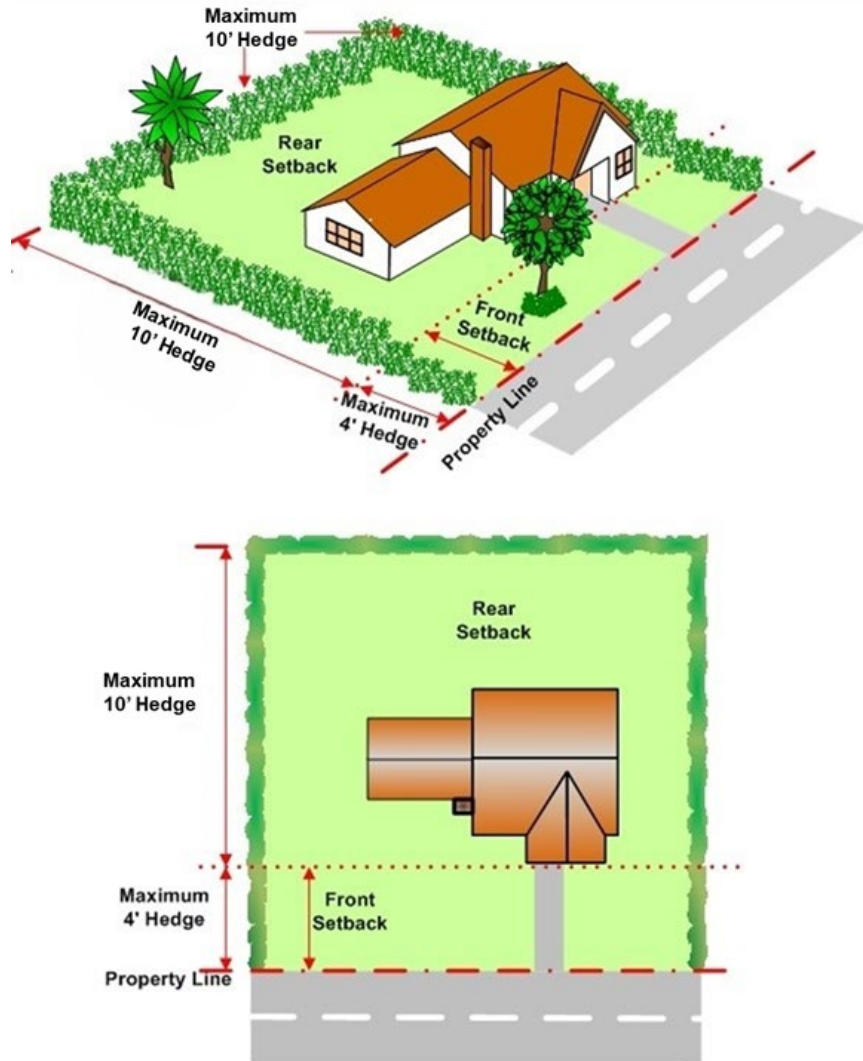 Maximum
10' Hedge
Rear
Setback
Front
Setback
Maximum
10' Hedge
Maximum
4' Hedge
Property Line
Rear
Setback
Maximum
10' Hedge
Maximum
4' Hedge
Front
Setback
Property Line